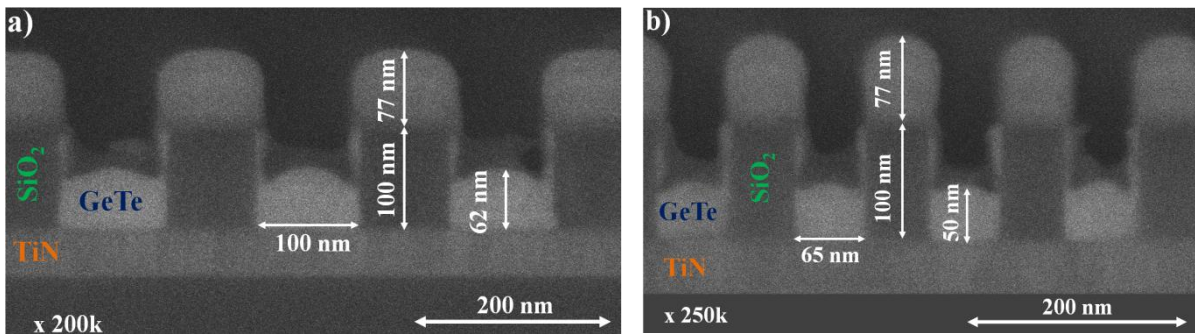 a)
77 nm
100 nm
62 nm
100 nm
SiO₂
GeTe
TiN
x 200k
200 nm
b)
77 nm
100 nm
50 nm
65 nm
SiO₂
GeTe
TiN
x 250k
200 nm